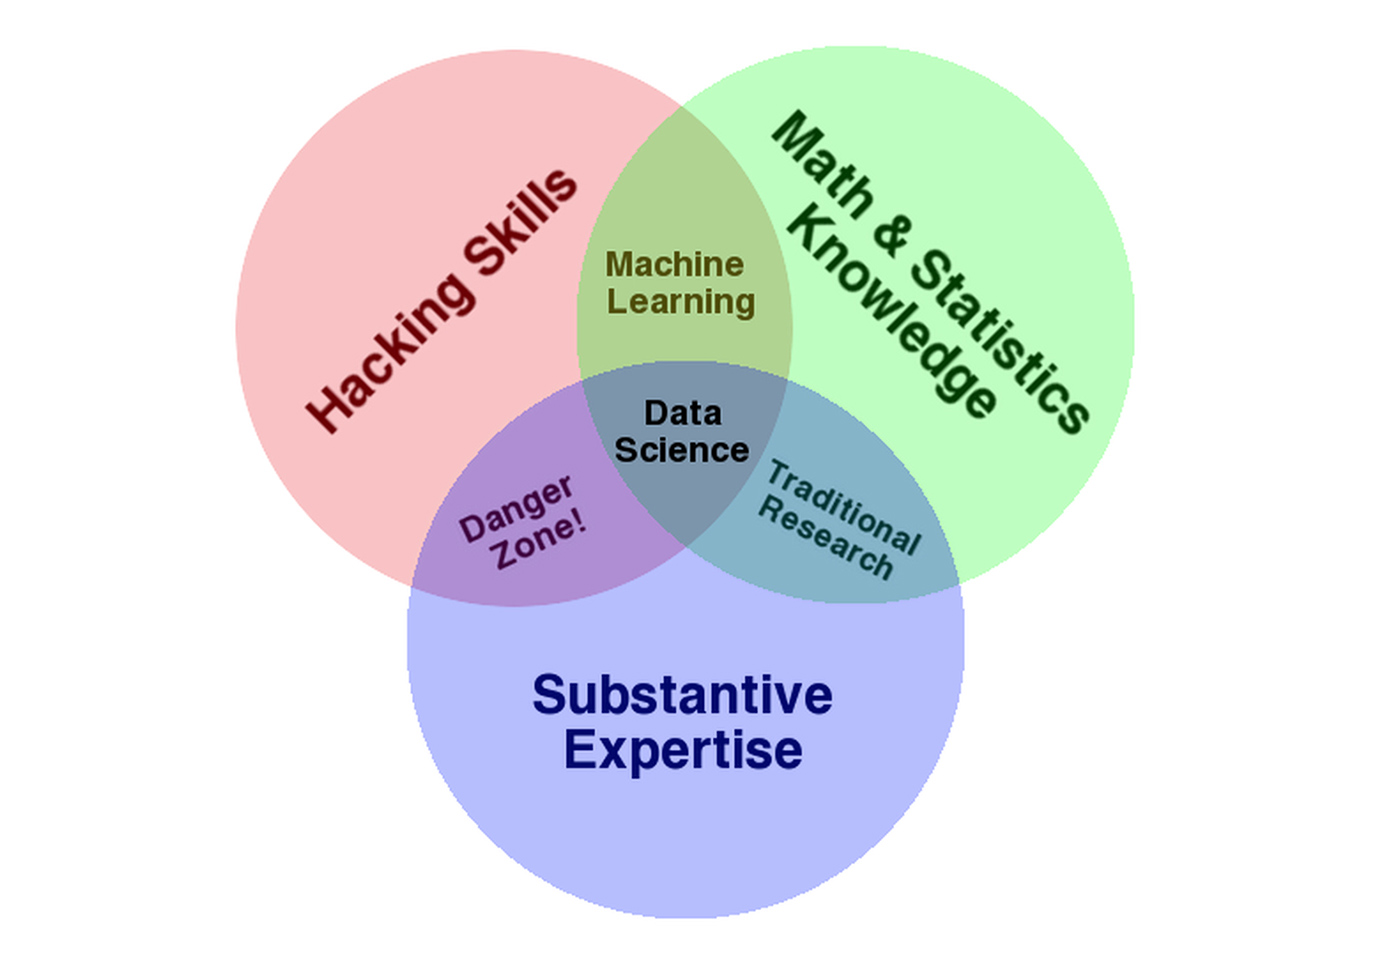 Hacking Skills
Math & Statistics
Knowledge
Machine
Learning
Data
Science
Danger
Zone!
Traditional
Research
Substantive
Expertise